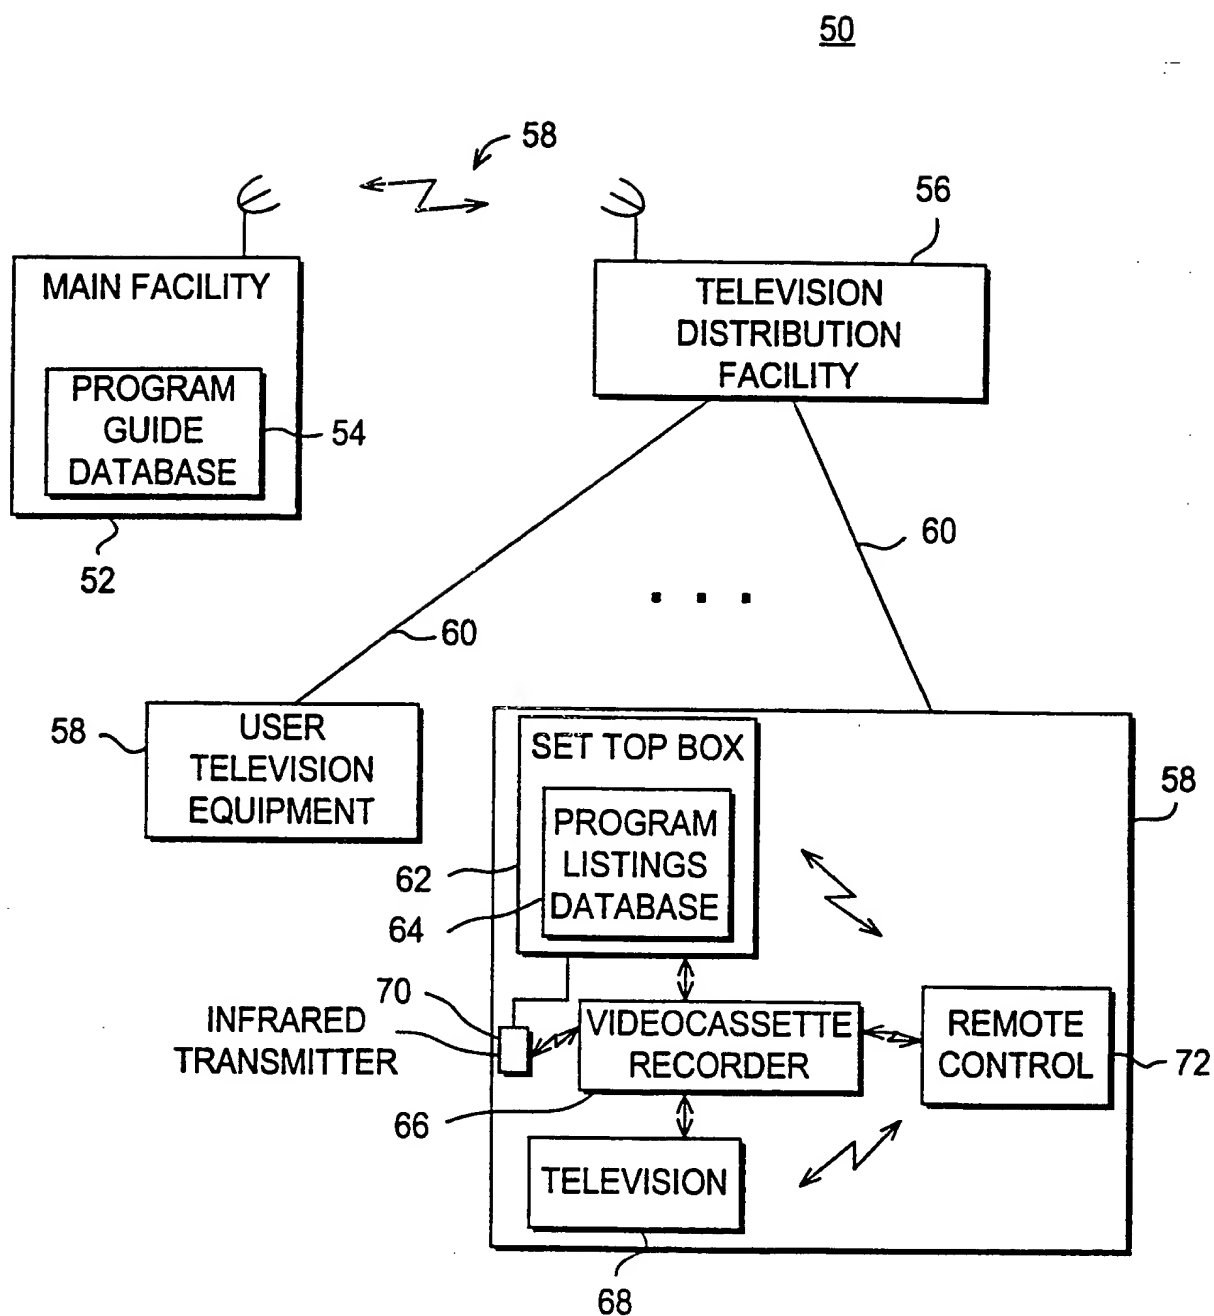 50
58
56
MAIN FACILITY
TELEVISION
DISTRIBUTION
FACILITY
PROGRAM
GUIDE
DATABASE
54
52
60
60
58
USER
TELEVISION
EQUIPMENT
SET TOP BOX
58
PROGRAM
LISTINGS
DATABASE
62
64
70
INFRARED
TRANSMITTER
VIDEOCASSETTE
RECORDER
REMOTE
CONTROL
72
66
TELEVISION
68